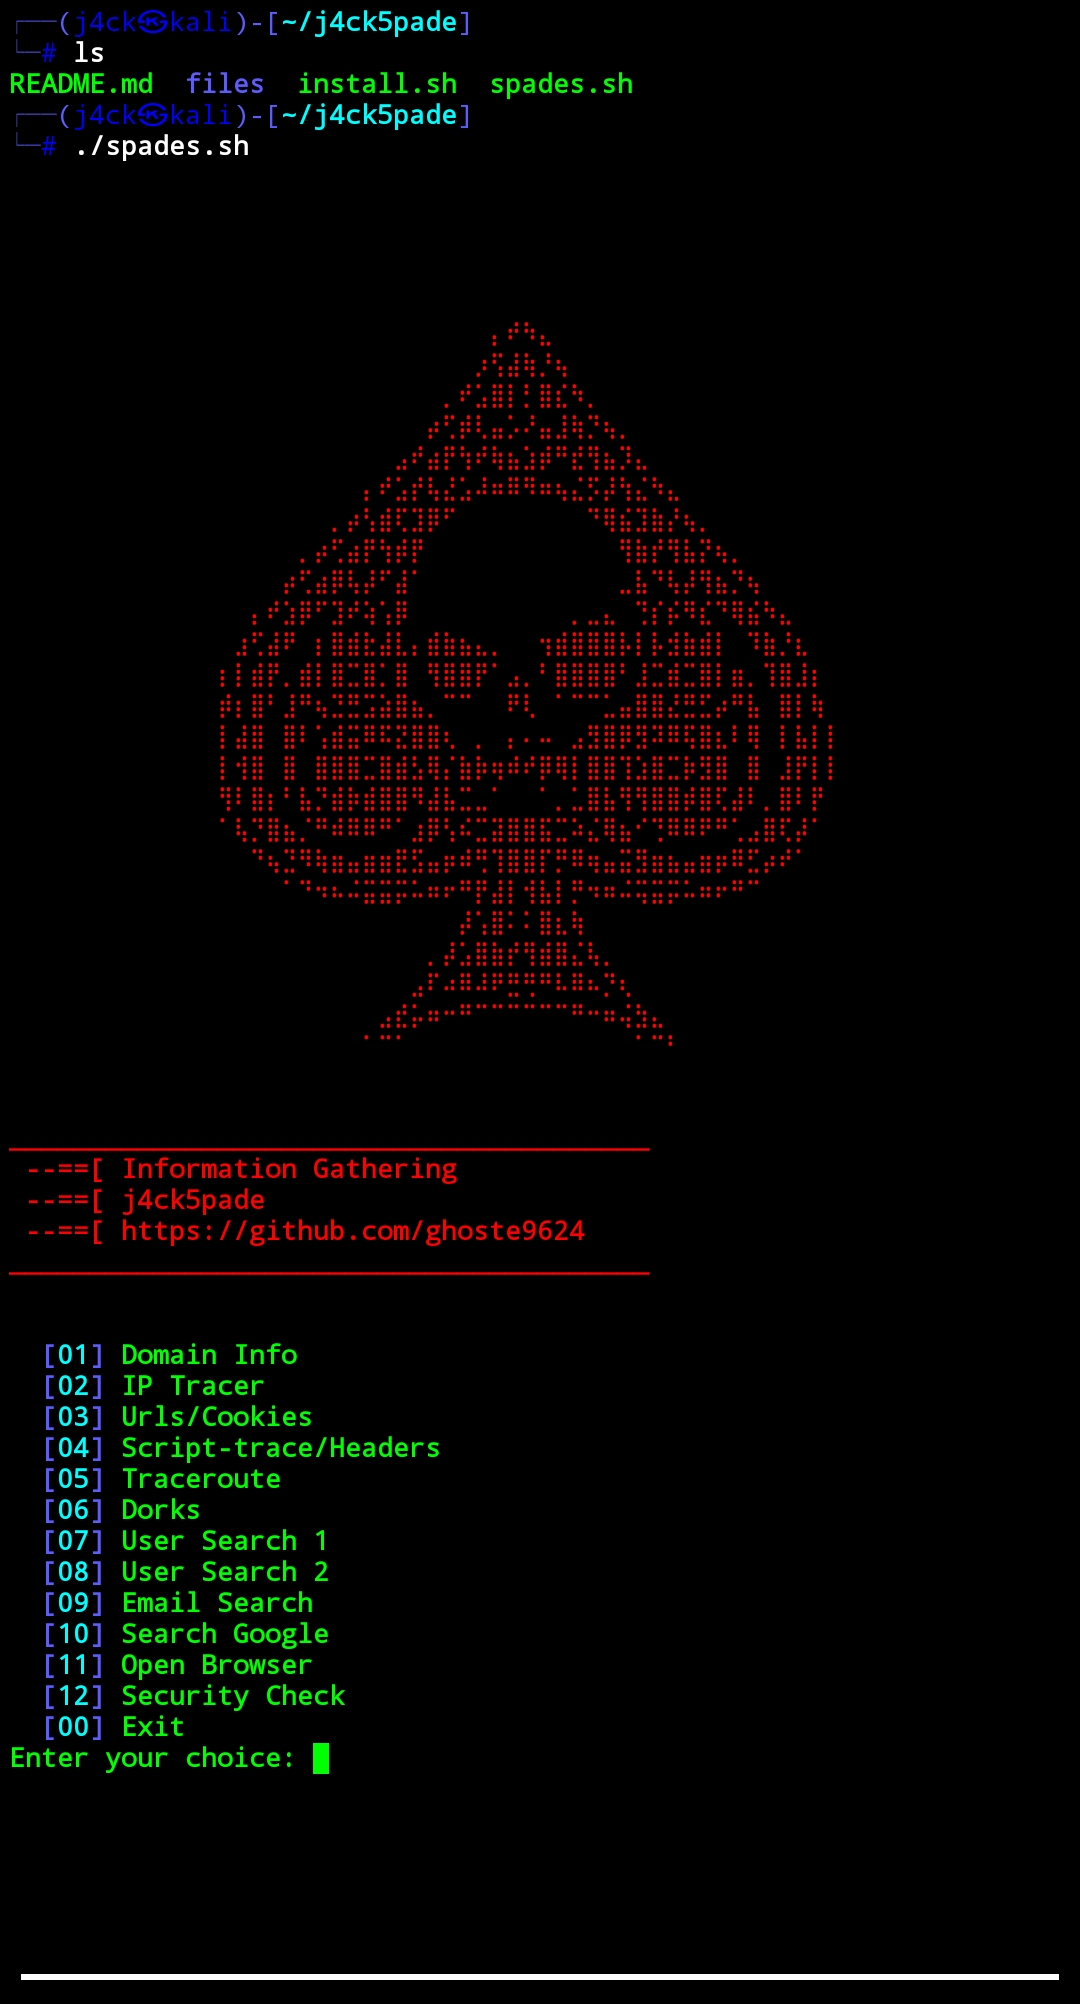 ┌──(j4ck㉿kali)-[~/j4ck5pade]
└─# ls
README.md  files  install.sh  spades.sh
┌──(j4ck㉿kali)-[~/j4ck5pade]
└─# ./spades.sh
--==[ Information Gathering
--==[ j4ck5pade
--==[ https://github.com/ghoste9624
[01] Domain Info
[02] IP Tracer
[03] Urls/Cookies
[04] Script-trace/Headers
[05] Traceroute
[06] Dorks
[07] User Search 1
[08] User Search 2
[09] Email Search
[10] Search Google
[11] Open Browser
[12] Security Check
[00] Exit
Enter your choice: